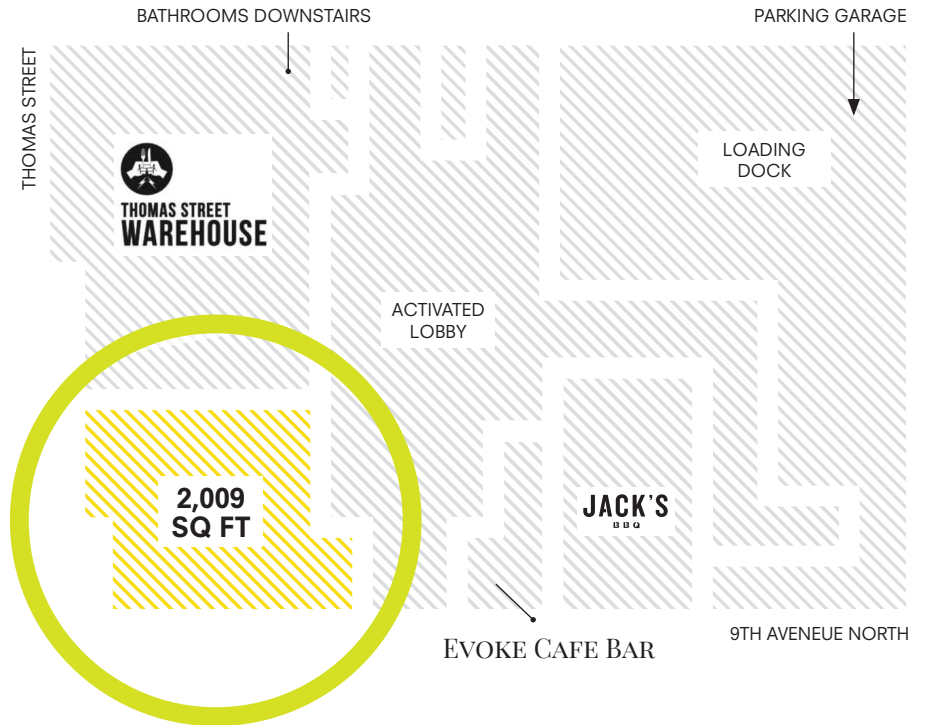 BATHROOMS DOWNSTAIRS
PARKING GARAGE
THOMAS STREET
LOADING
DOCK
THOMAS STREET
WAREHOUSE
ACTIVATED
LOBBY
2,009
SQ FT
JACK'S
BBQ
9TH AVENEUE NORTH
EVOKE CAFE BAR